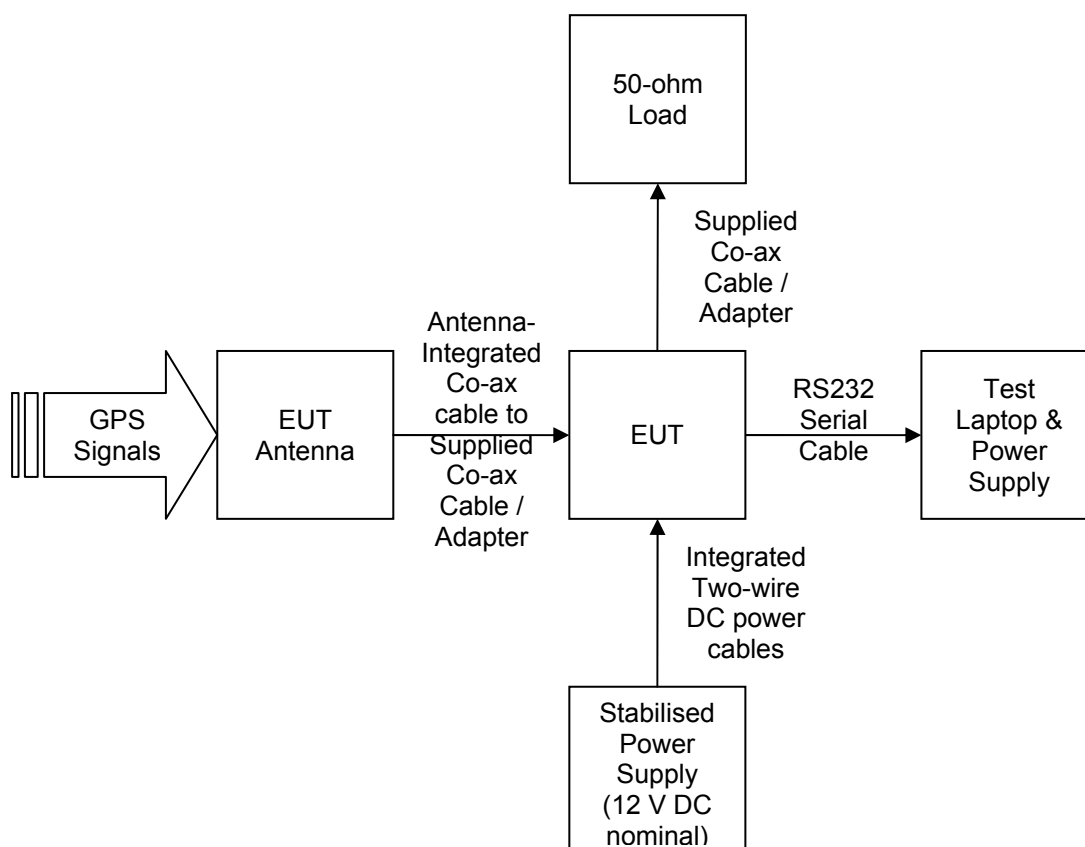 50-ohm
Load
Supplied
Co-ax
Cable /
Adapter
GPS
Signals
EUT
Antenna
Antenna-
Integrated
Co-ax
cable to
Supplied
Co-ax
Cable /
Adapter
EUT
RS232
Serial
Cable
Test
Laptop &
Power
Supply
Integrated
Two-wire
DC power
cables
Stabilised
Power
Supply
(12 V DC
nominal)